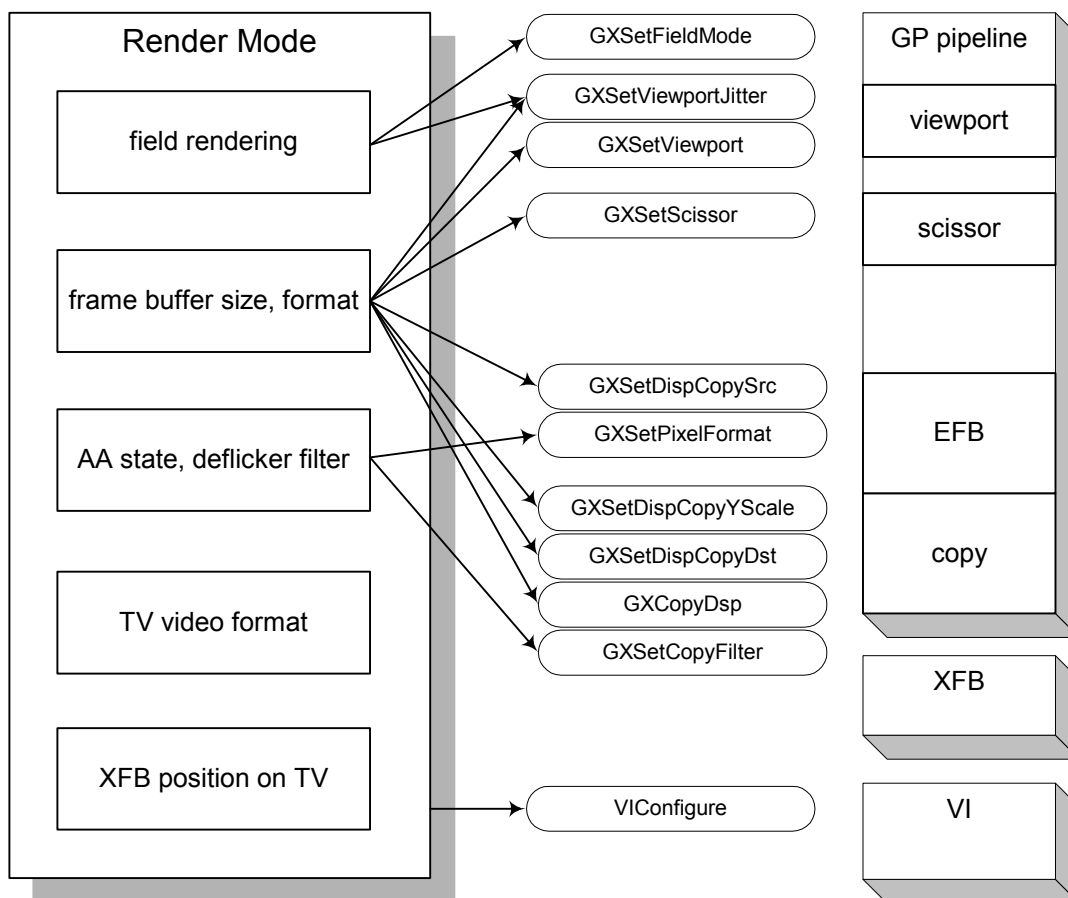 Render Mode
field rendering
frame buffer size, format
AA state, deflicker filter
TV video format
XFB position on TV
GXSetFieldMode
GXSetViewportJitter
GXSetViewport
GXSetScissor
GXSetDispCopySrc
GXSetPixelFormat
GXSetDispCopyYScale
GXSetDispCopyDst
GXCopyDsp
GXSetCopyFilter
VIConfigure
GP pipeline
viewport
scissor
EFB
copy
XFB
VI